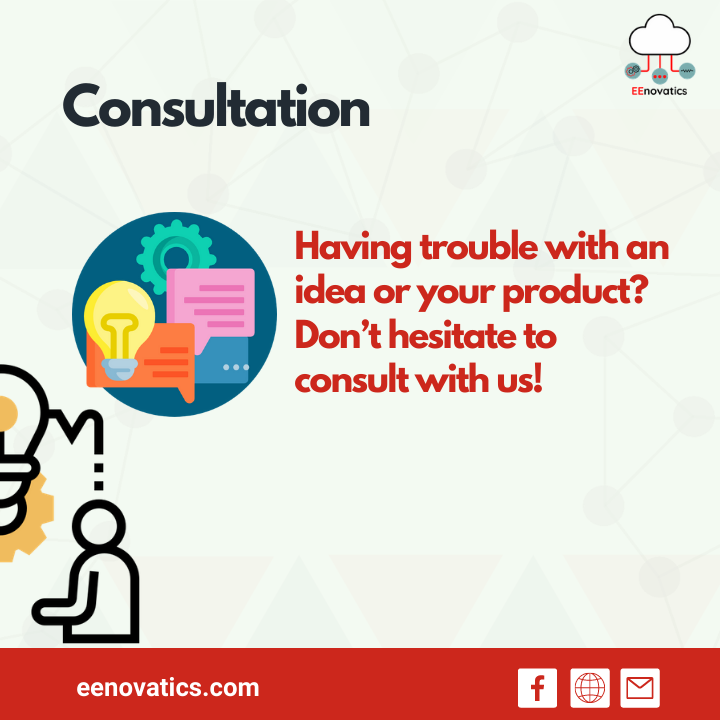 EEnovatics
Consultation
Having trouble with an
idea or your product?
Don’t hesitate to
consult with us!
eenovatics.com